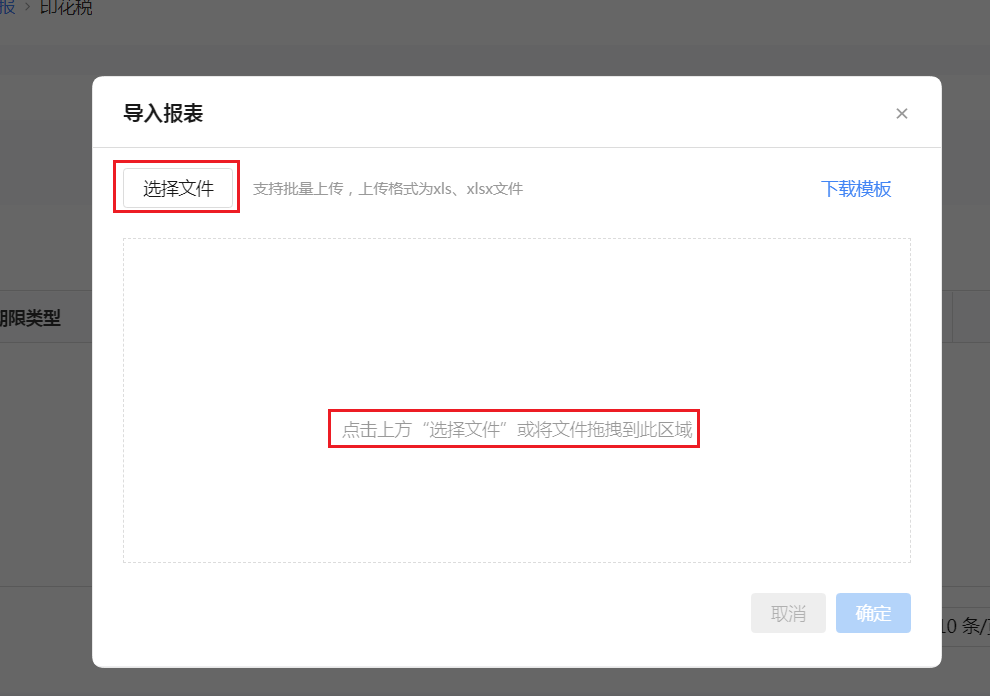 报 > 印花税
导入报表
×
选择文件 支持批量上传，上传格式为xls、xlsx文件 下载模板
期限类型
点击上方“选择文件”或将文件拖拽到此区域
取消 确定
10 条/